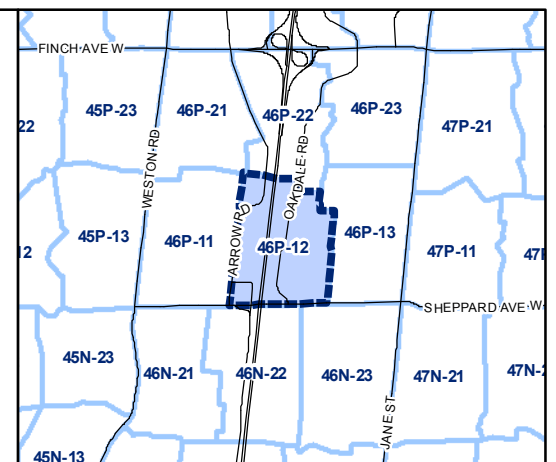 FINCH AVE W
45P-23
46P-21
46P-22
46P-23
47P-21
22
WESTON RD
OAKDALE RD
ARROW RD
45P-13
46P-11
46P-12
46P-13
47P-11
12
SHEPPARD AVE W
45N-23
46N-21
46N-22
46N-23
47N-21
JANE ST
45N-13